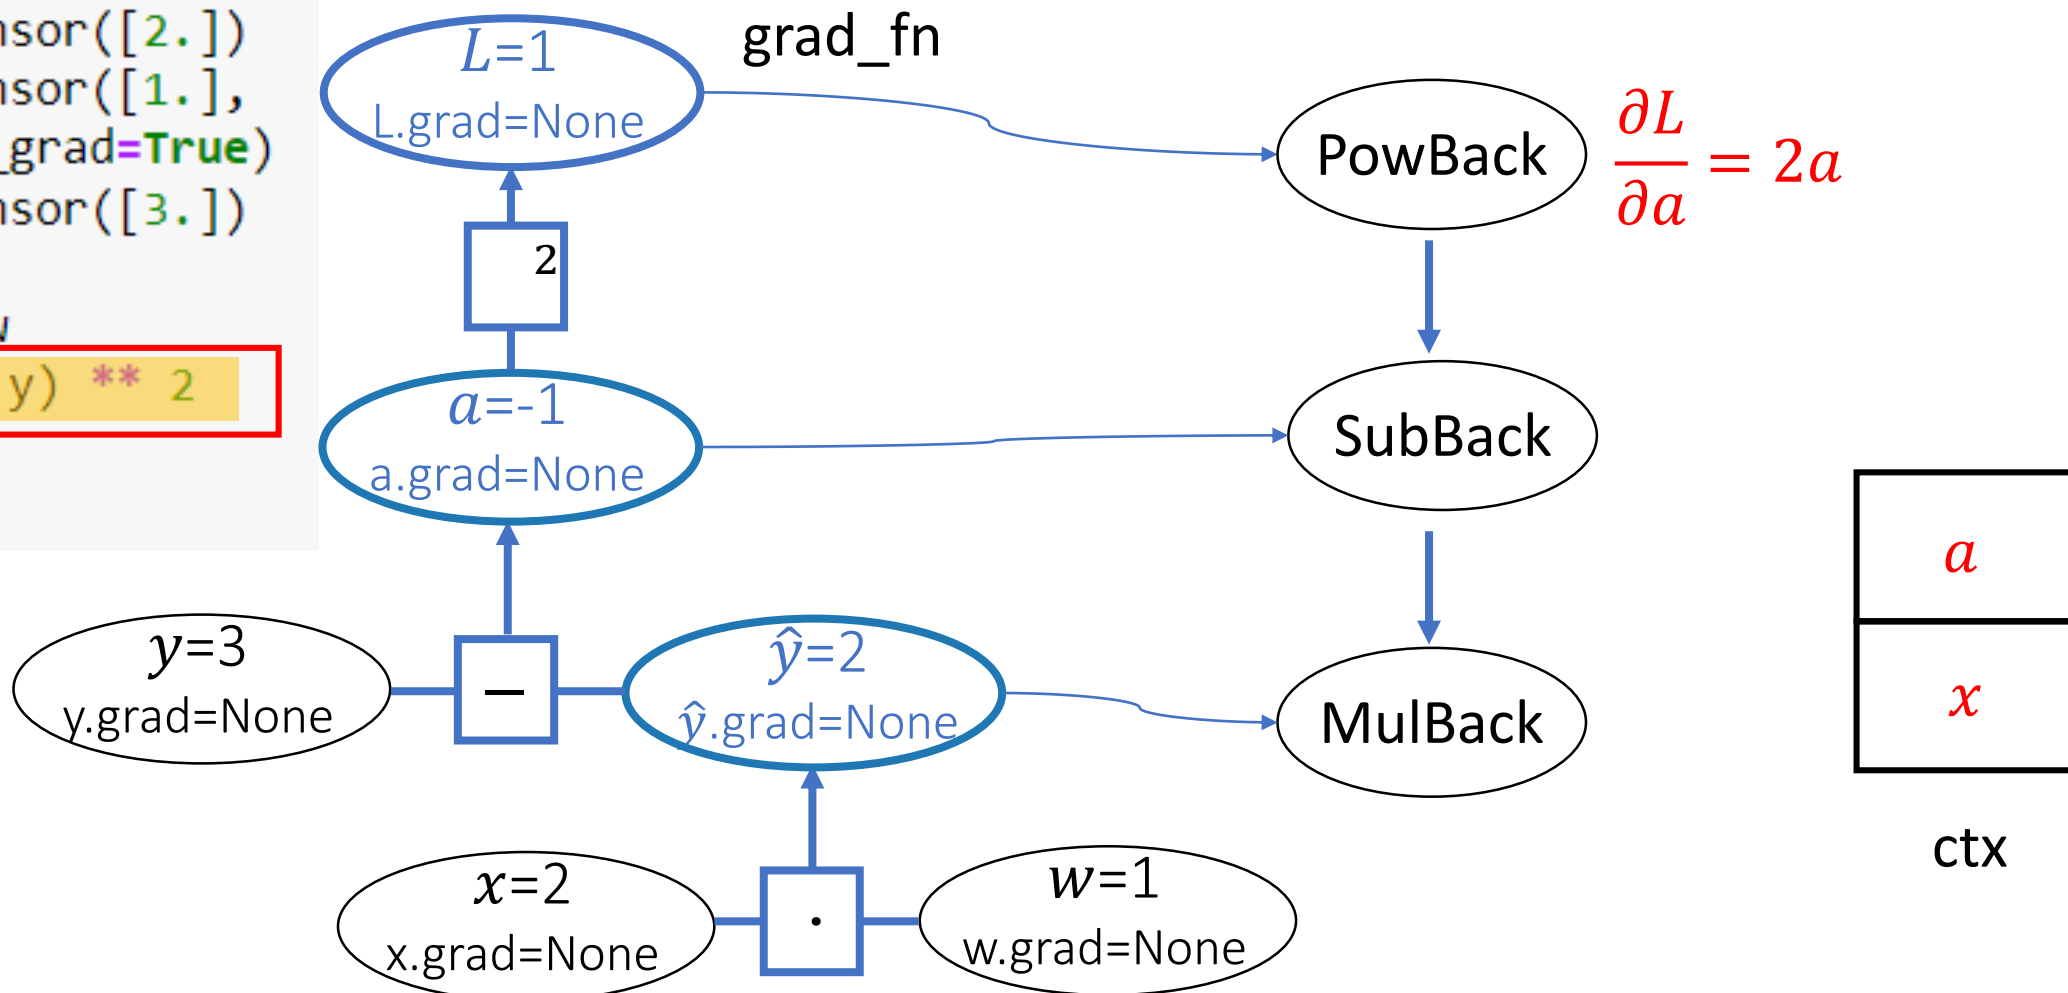 nsor([2.])
nsor([1.],
_grad=True)
nsor([3.])
y) ** 2
grad_fn
L=1
L.grad=None
PowBack
∂L/∂a = 2a
2
a=-1
a.grad=None
SubBack
a
y=3
y.grad=None
−
ŷ=2
ŷ.grad=None
MulBack
x
ctx
x=2
x.grad=None
·
w=1
w.grad=None